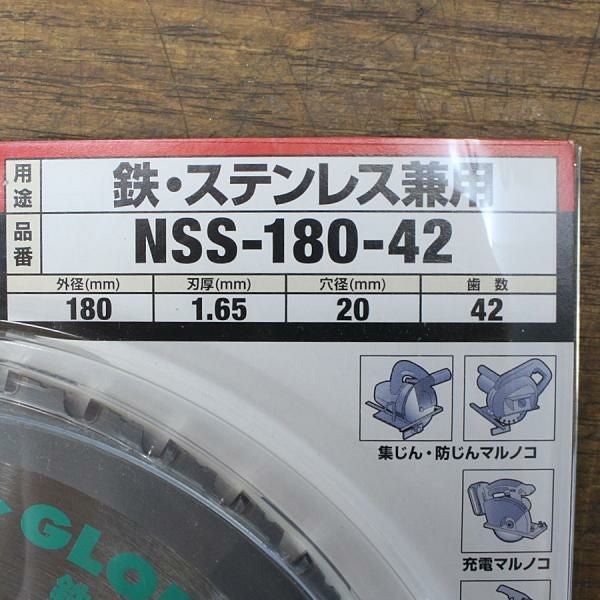 用途
鉄・ステンレス兼用
品番
NSS-180-42
外径(mm) 刃厚(mm) 穴径(mm) 歯数
180 1.65 20 42
集じん・防じんマルノコ
充電マルノコ
GLO
鉄